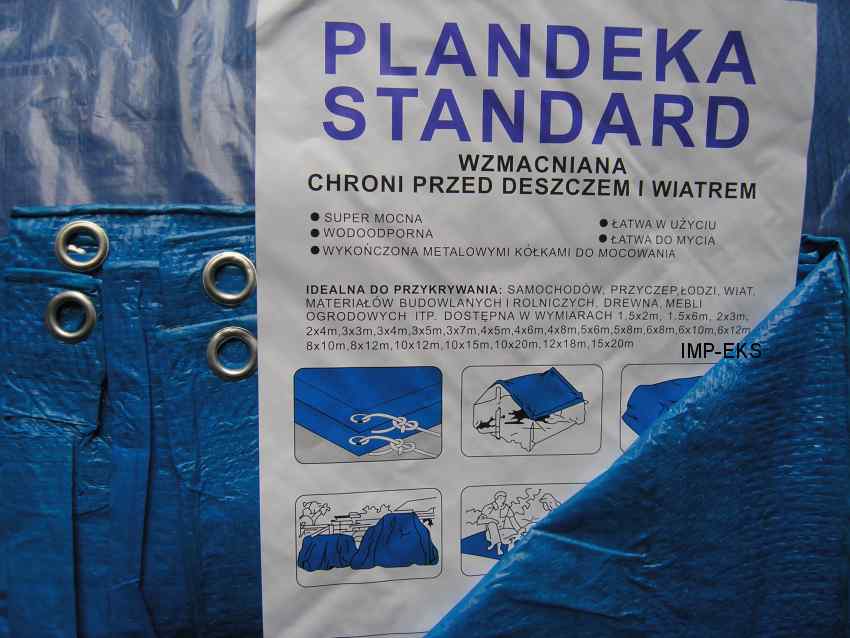 PLANDEKA
STANDARD
WZMACNIANA
CHRONI PRZED DESZCZEM I WIATREM
● SUPER MOCNA
● WODOODPORNA
● ŁATWA W UŻYCIU
● ŁATWA DO MYCIA
● WYKOŃCZONA METALOWYMI KÓŁKAMI DO MOCOWANIA
IDEALNA DO PRZYKRYWANIA: SAMOCHODÓW, PRZYCZEP,ŁODZI, WIAT,
MATERIAŁÓW BUDOWLANYCH I ROLNICZYCH, DREWNA, MEBLI
OGRODOWYCH ITP. DOSTĘPNA W WYMIARACH 1,5x2m, 1.5x6m, 2x3m,
2x4m,3x3m,3x4m,3x5m,3x7m,4x5m,4x6m,4x8m,5x6m,5x8m,6x8m,6x10m,6x12m,
8x10m,8x12m,10x12m,10x15m,10x20m,12x18m,15x20m
IMP-EKS